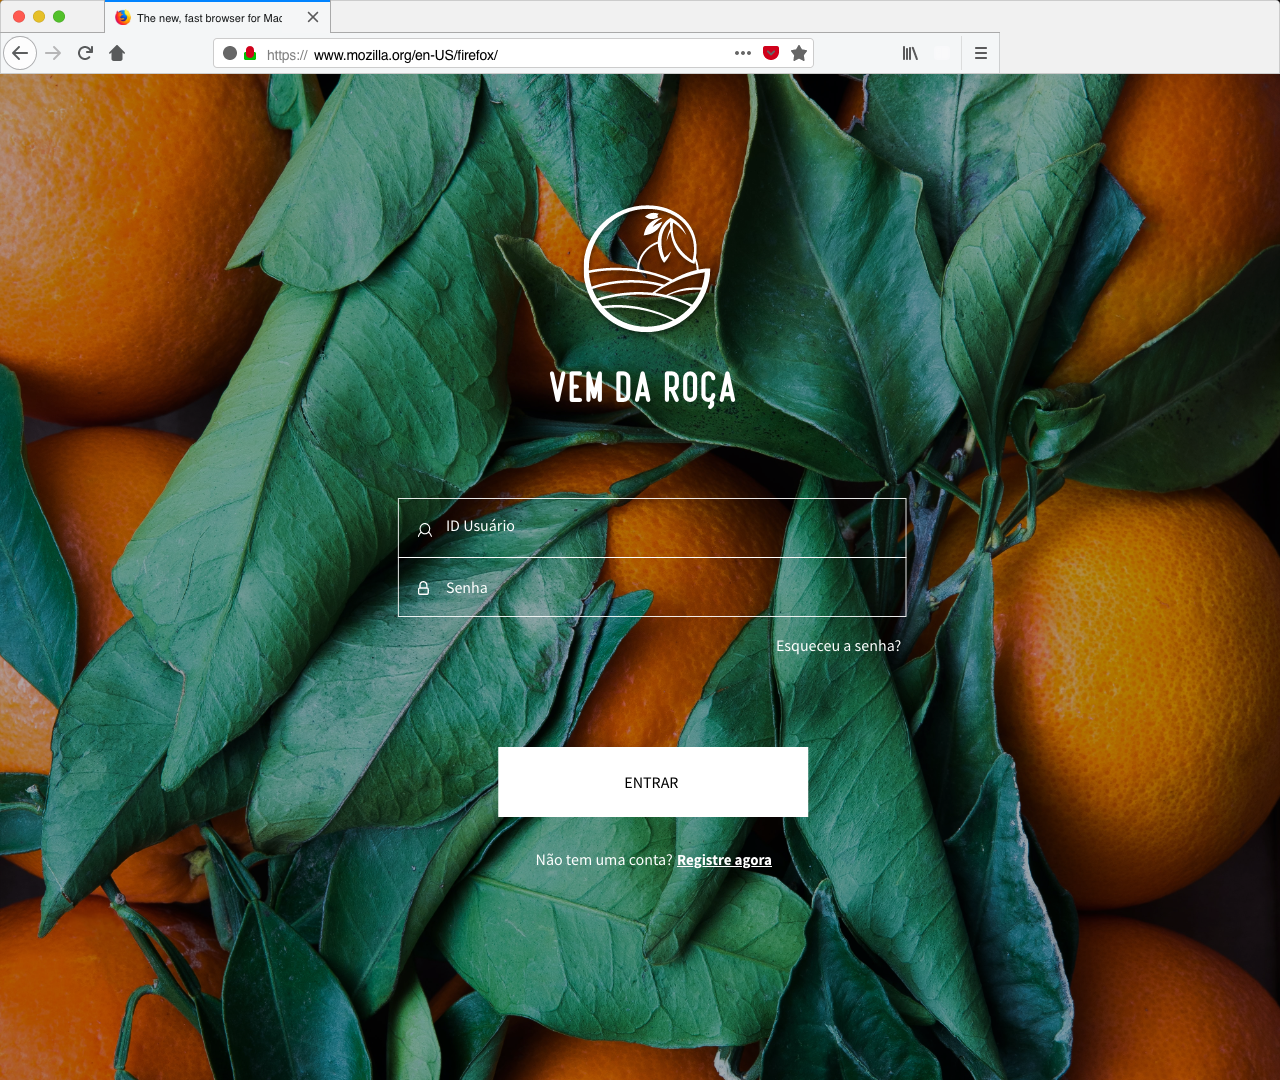 The new, fast browser for Mac
https:// www.mozilla.org/en-US/firefox/
VEM DA ROÇA
ID Usuário
Senha
Esqueceu a senha?
ENTRAR
Não tem uma conta? Registre agora